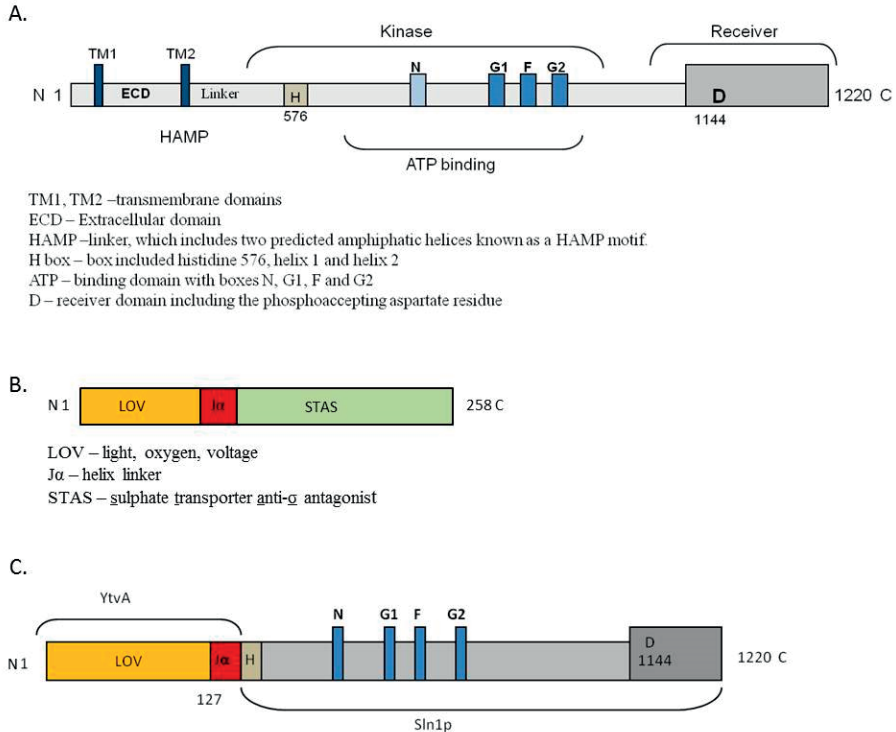 A.
Kinase
Receiver
TM1 TM2
N G1 F G2
N 1 ECD Linker H D 1220 C
576 1144
HAMP
ATP binding
TM1, TM2 –transmembrane domains
ECD – Extracellular domain
HAMP –linker, which includes two predicted amphiphatic helices known as a HAMP motif.
H box – box included histidine 576, helix 1 and helix 2
ATP – binding domain with boxes N, G1, F and G2
D – receiver domain including the phosphoaccepting aspartate residue
B.
N 1 LOV Jα STAS 258 C
LOV – light, oxygen, voltage
Jα – helix linker
STAS – sulphate transporter anti-σ antagonist
C.
YtvA
N G1 F G2
N 1 LOV Jα H D 1220 C
1144
127
Sln1p